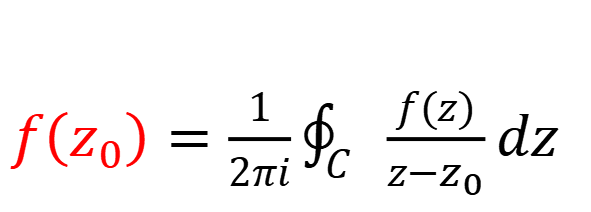 f(z₀) = 1/2πi ∮_C f(z)/z−z₀ dz